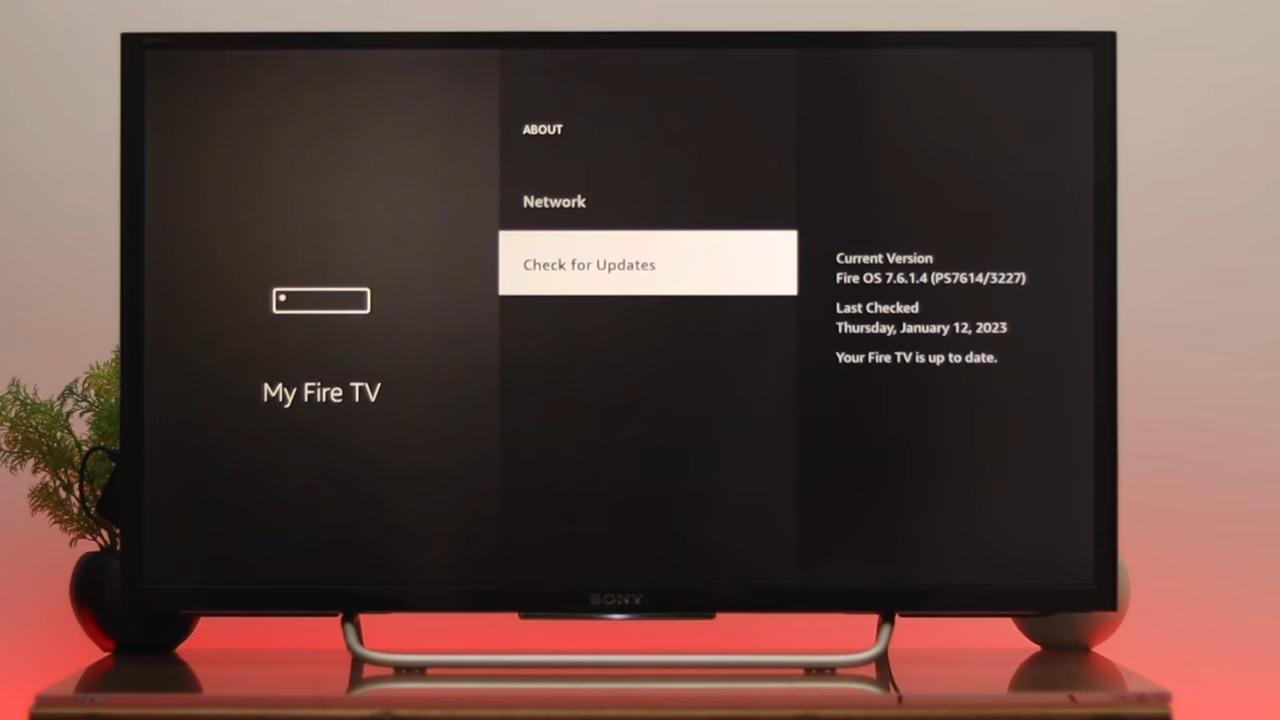 ABOUT
Network
Check for Updates
My Fire TV
Current Version
Fire OS 7.6.1.4 (PS7614/3227)
Last Checked
Thursday, January 12, 2023
Your Fire TV is up to date.
SONY